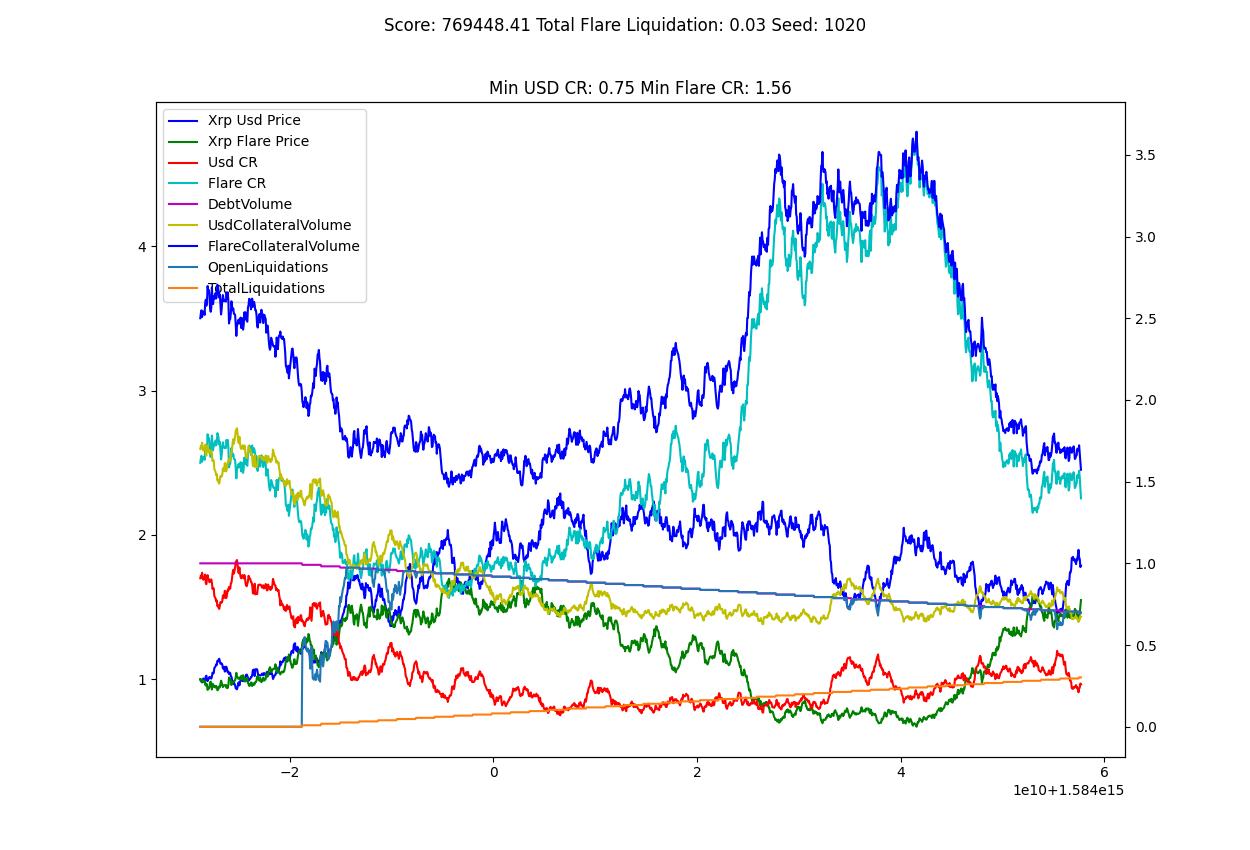 Score: 769448.41 Total Flare Liquidation: 0.03 Seed: 1020
Min USD CR: 0.75 Min Flare CR: 1.56
Xrp Usd Price
Xrp Flare Price
Usd CR
Flare CR
DebtVolume
UsdCollateralVolume
FlareCollateralVolume
OpenLiquidations
TotalLiquidations
4
3
2
1
3.5
3.0
2.5
2.0
1.5
1.0
0.5
0.0
−2
0
2
4
6
1e10+1.584e15